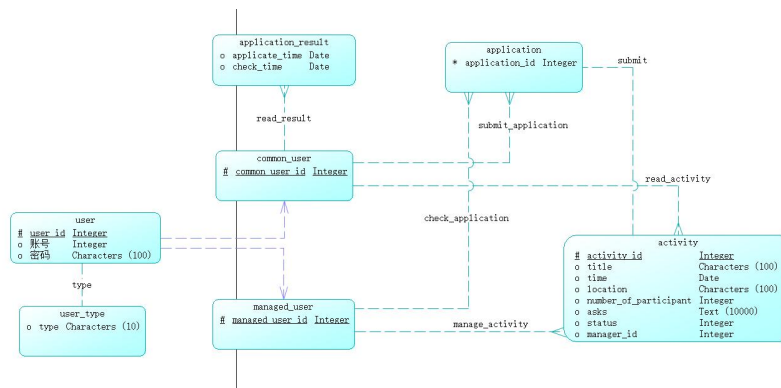 application_result
o applicate_time Date
o check_time Date
application
* application_id Integer
submit
read_result
submit_application
common_user
# common_user_id Integer
read_activity
user
# user_id Integer
o 账号 Integer
o 密码 Characters (100)
check_application
activity
# activity_id Integer
o title Characters (100)
o time Date
o location Characters (100)
o number_of_participant Integer
o asks Text (10000)
o status Integer
o manager_id Integer
type
user_type
o type Characters (10)
managed_user
# managed_user_id Integer
manage_activity